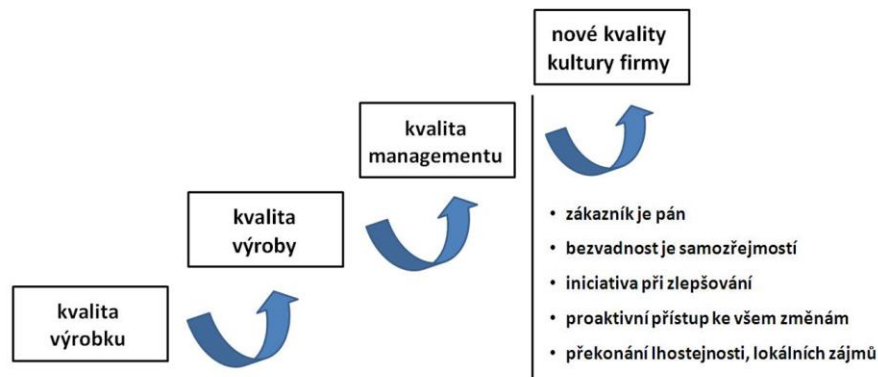 nové kvality
kultury firmy
kvalita
managementu
kvalita
výroby
kvalita
výrobku
• zákazník je pán
• bezvadnost je samozřejmostí
• iniciativa při zlepšování
• proaktivní přístup ke všem změnám
• překonání lhostejnosti, lokálních zájmů